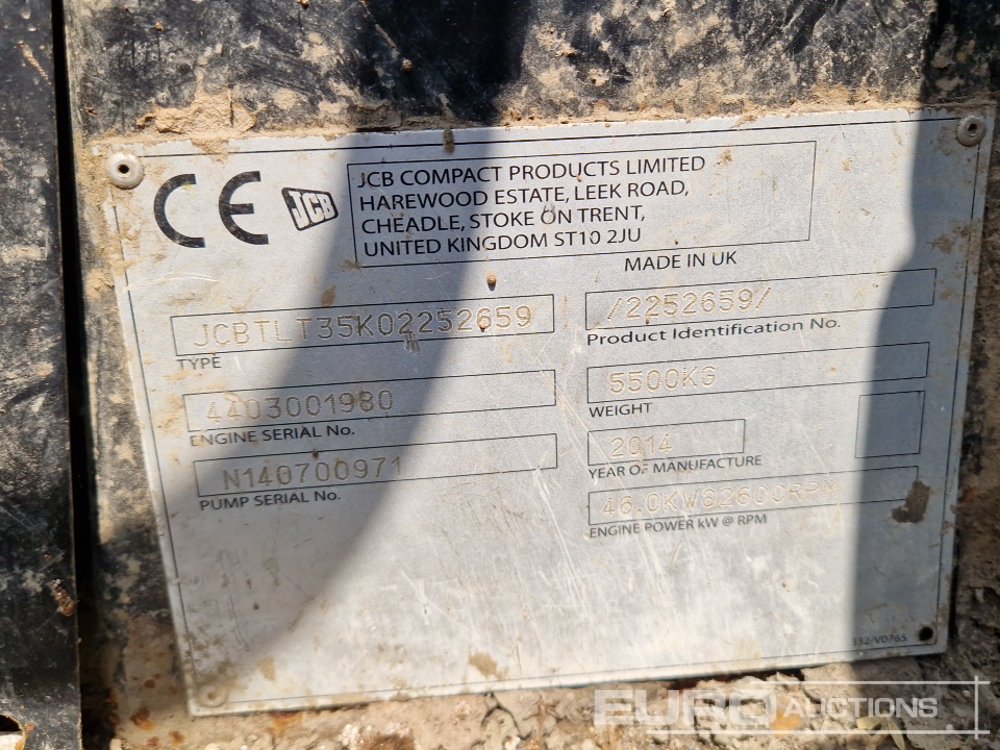 CE JCB
JCB COMPACT PRODUCTS LIMITED
HAREWOOD ESTATE, LEEK ROAD,
CHEADLE, STOKE ON TRENT,
UNITED KINGDOM ST10 2JU
MADE IN UK
JCBTLT35K02252659
TYPE
/2252659/
Product Identification No.
4403001980
ENGINE SERIAL No.
5500KG
WEIGHT
N140700971
PUMP SERIAL No.
2014
YEAR OF MANUFACTURE
46.0KW@2600RPM
ENGINE POWER kW @ RPM
332/V0765
EURO AUCTIONS